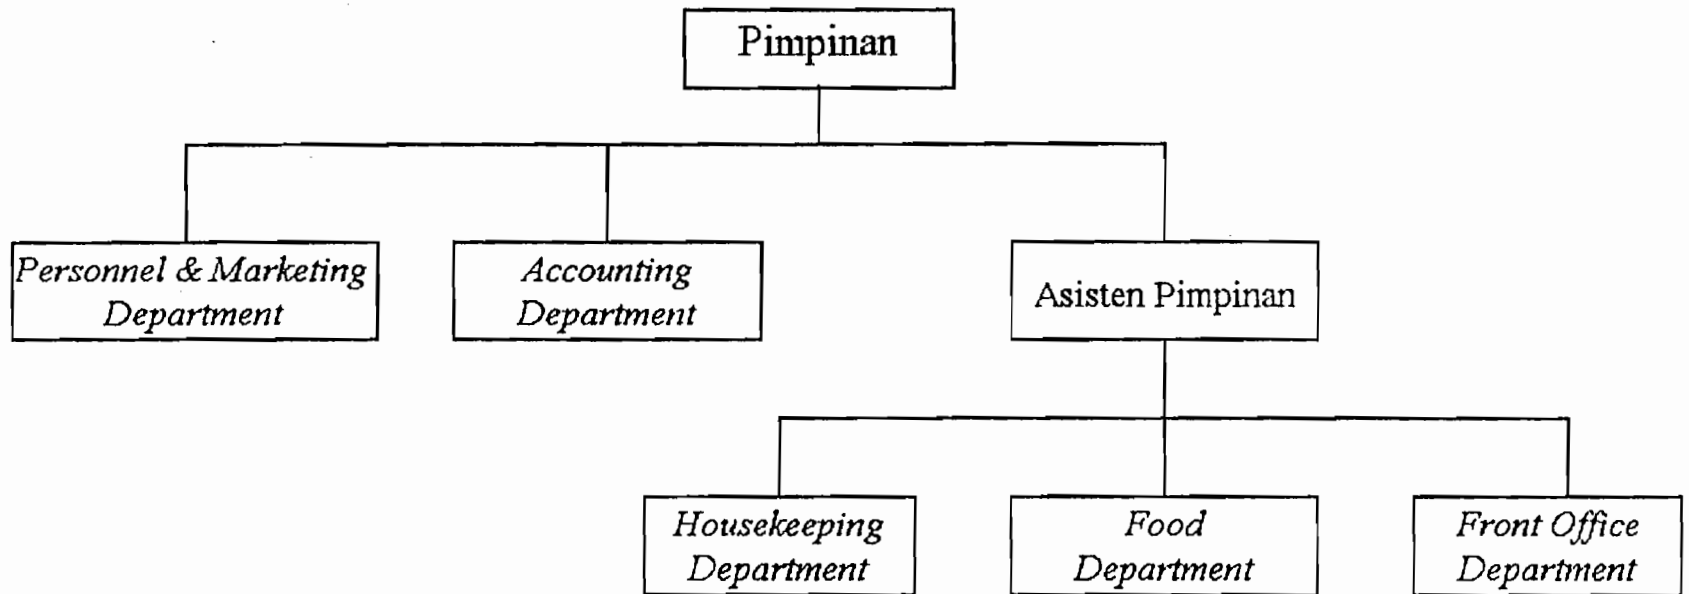 Pimpinan
Personnel & Marketing
Department
Accounting
Department
Asisten Pimpinan
Housekeeping
Department
Food
Department
Front Office
Department